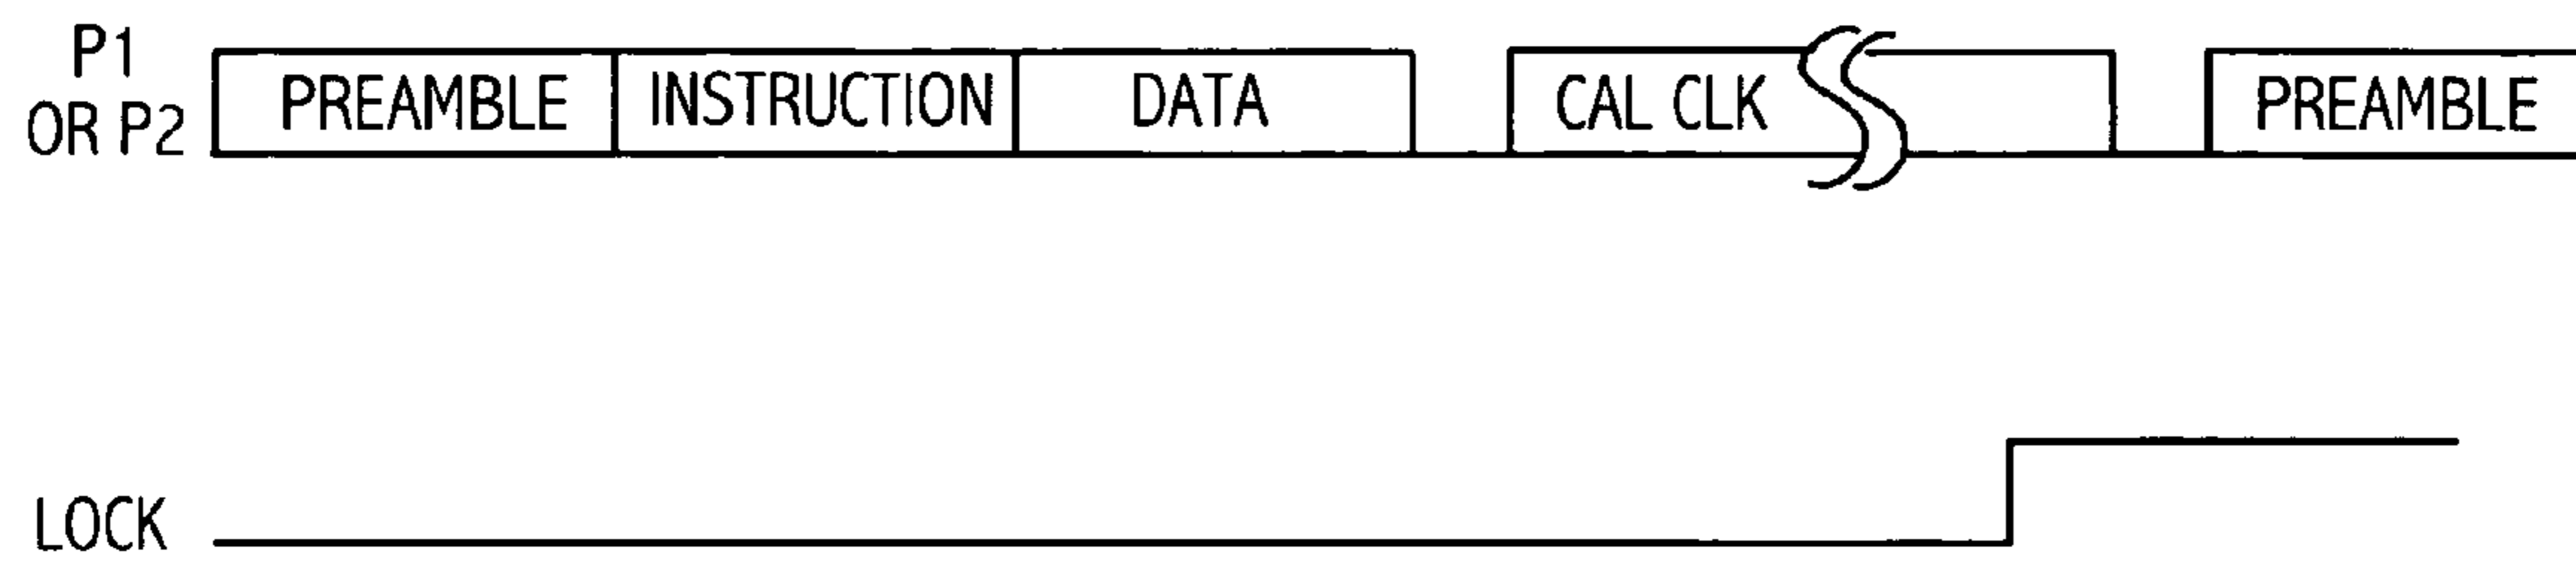 P1
OR P2
PREAMBLE INSTRUCTION DATA CAL CLK PREAMBLE
LOCK